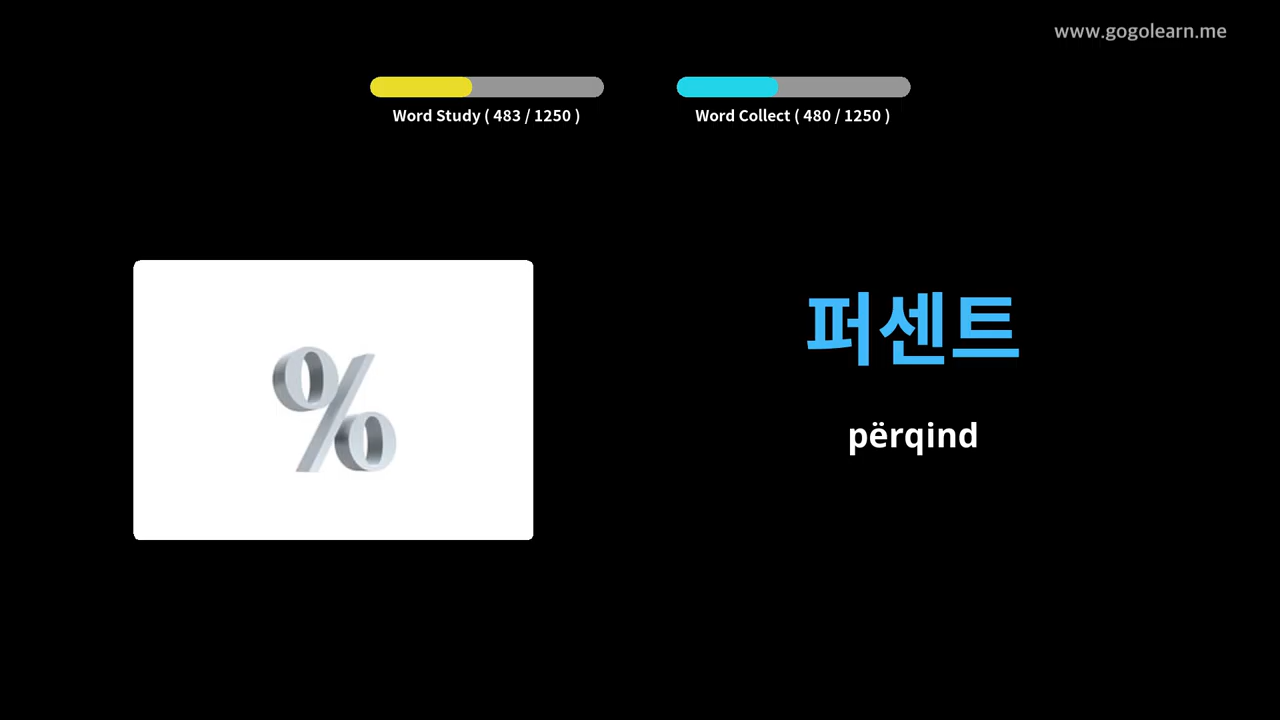 www.gogolearn.me
Word Study ( 483 / 1250 )
Word Collect ( 480 / 1250 )
%
퍼센트
përqind